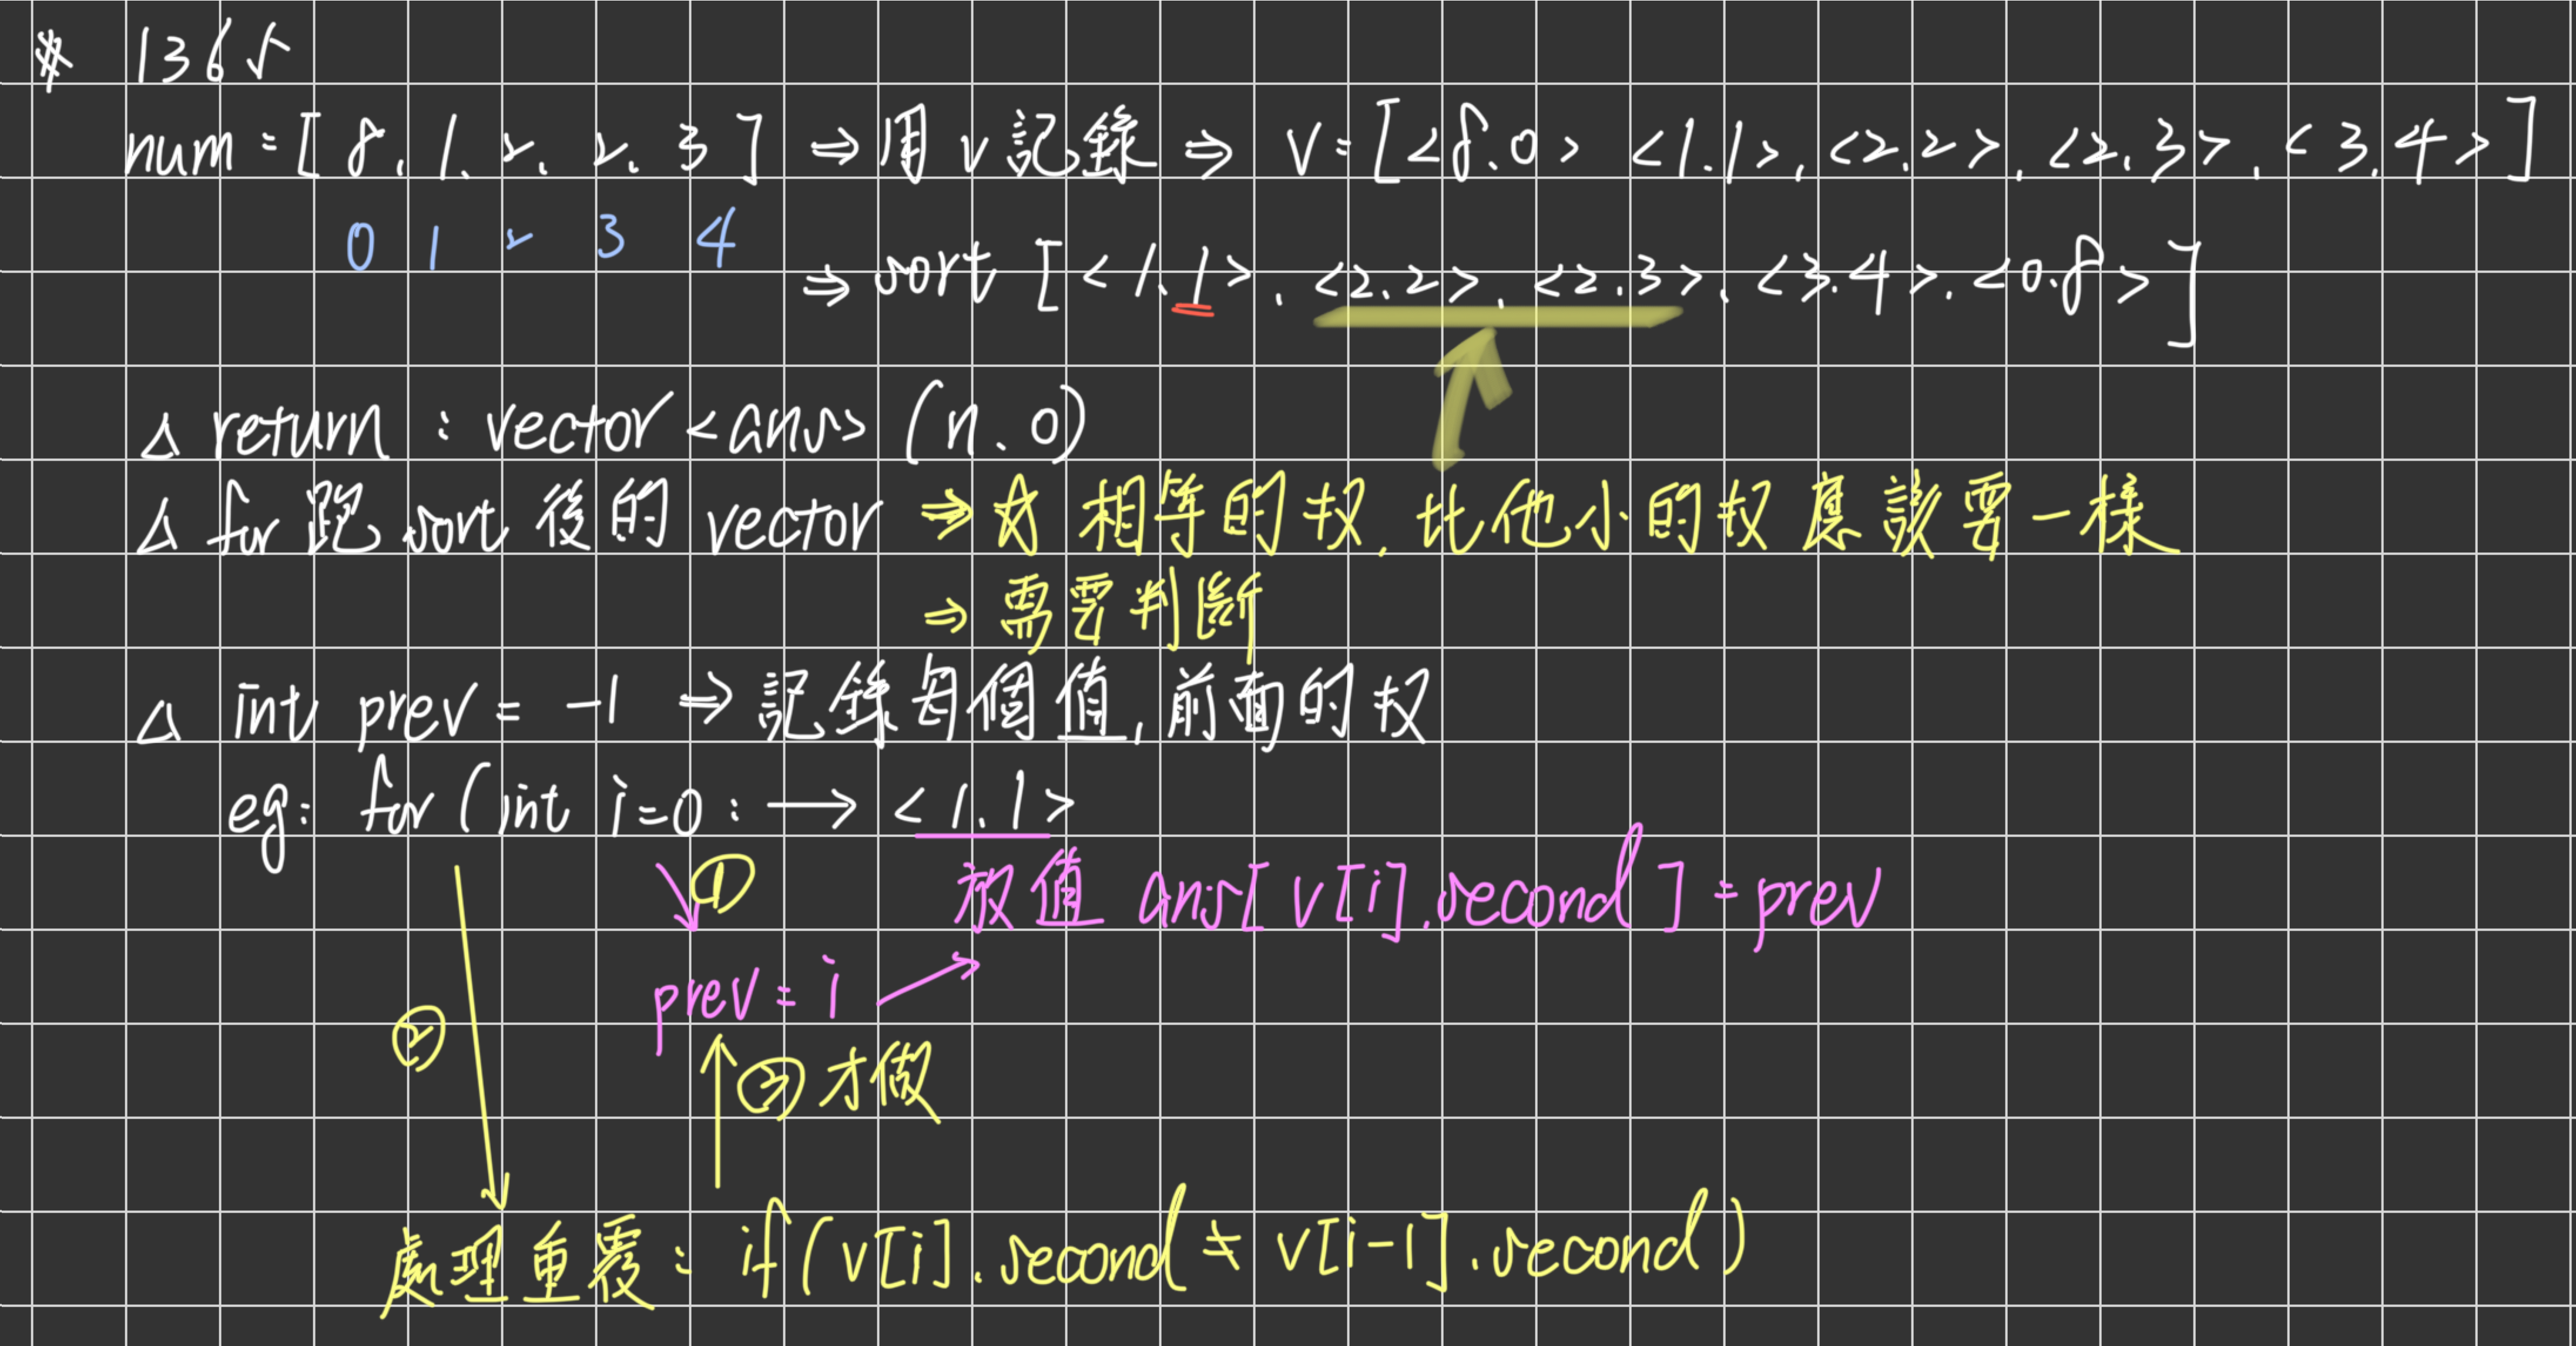 # 1365
num = [ 8, 1, 2, 2, 3 ] ⇒ 用 v 記錄 ⇒ v = [<8.0> <1.1>, <2.2>, <2.3>, <3.4>]
0 1 2 3 4
⇒ sort [<1.1>, <2.2>, <2.3>, <3.4>, <0.8>]
△ return : vector<ans> (n.0)
△ for 跑 sort 後的 vector ⇒ 相等的数, 比他小的数應該要一樣
⇒ 需要判斷
△ int prev = -1 ⇒ 記錄每個值, 前面的数
eg: for (int i=0 : → <1.1>
① 放值 ans[v[i].second] = prev
prev = i
② ③ 才做
處理重覆 : if (v[i].second ≠ v[i-1].second)